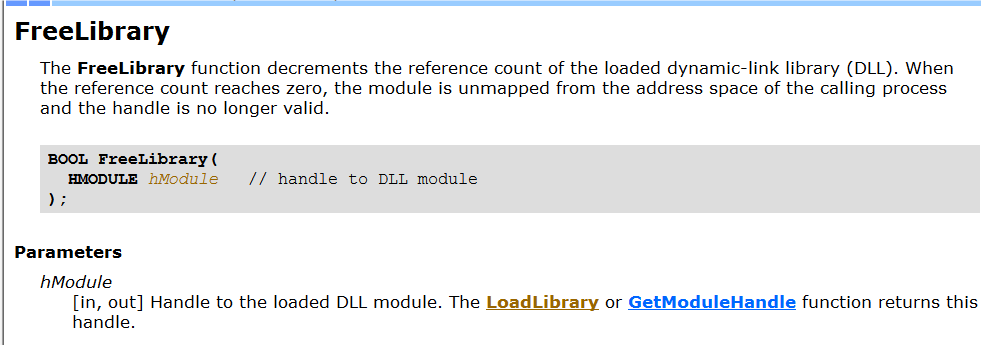 FreeLibrary
The FreeLibrary function decrements the reference count of the loaded dynamic-link library (DLL). When
the reference count reaches zero, the module is unmapped from the address space of the calling process
and the handle is no longer valid.
BOOL FreeLibrary(
  HMODULE hModule   // handle to DLL module
);
Parameters
hModule
[in, out] Handle to the loaded DLL module. The LoadLibrary or GetModuleHandle function returns this
handle.